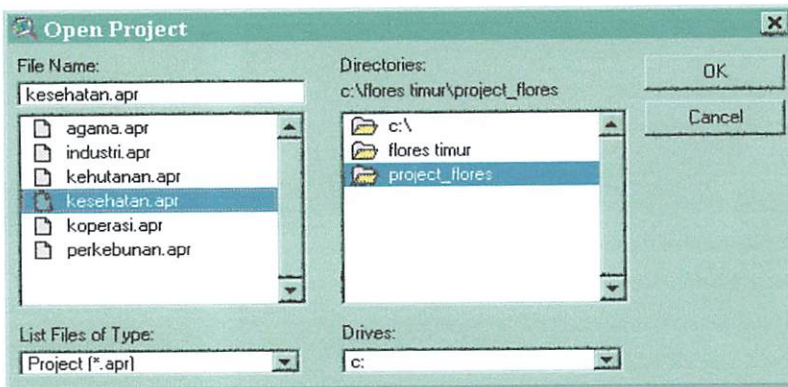 Open Project
File Name:
kesehatan.apr
agama.apr
industri.apr
kehutanan.apr
kesehatan.apr
koperasi.apr
perkebunan.apr
List Files of Type:
Project (*.apr)
Directories:
c:\flores timur\project_flores
c:\
flores timur
project_flores
Drives:
c:
OK
Cancel